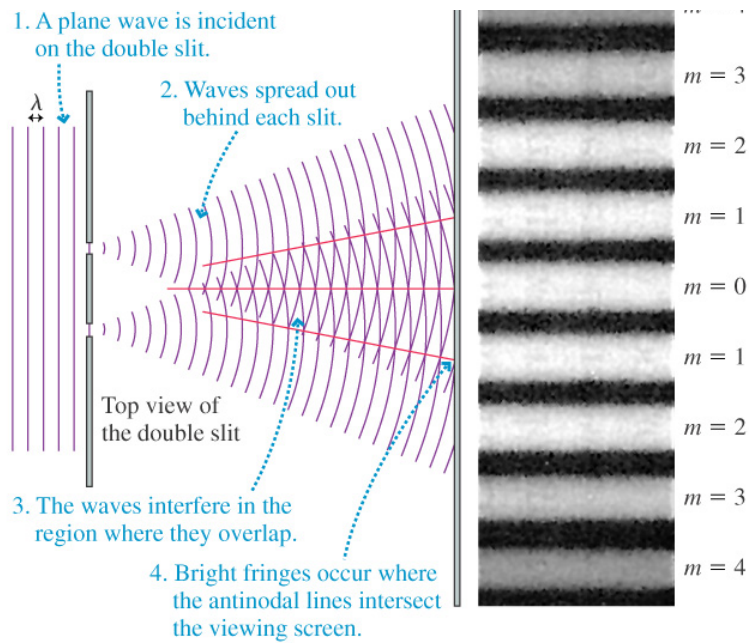 1. A plane wave is incident
on the double slit.
λ
2. Waves spread out
behind each slit.
Top view of
the double slit
3. The waves interfere in the
region where they overlap.
4. Bright fringes occur where
the antinodal lines intersect
the viewing screen.
m = 3
m = 2
m = 1
m = 0
m = 1
m = 2
m = 3
m = 4